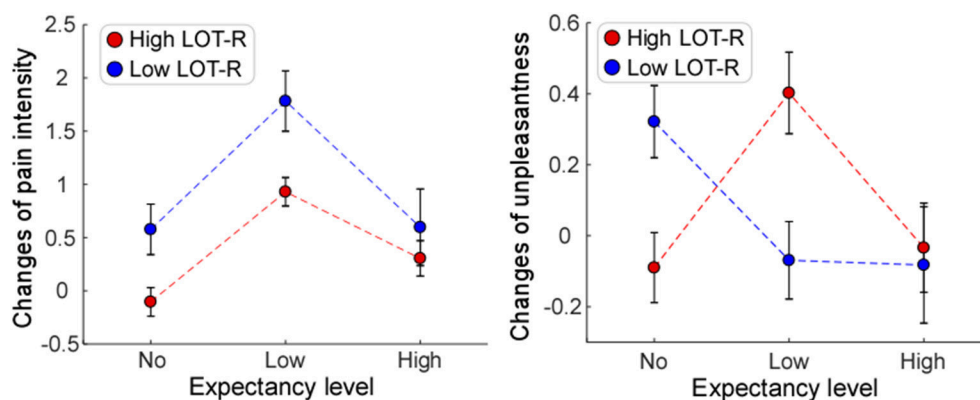 Changes of pain intensity
2.5
2
1.5
1
0.5
0
-0.5
High LOT-R
Low LOT-R
No Low High
Expectancy level
Changes of unpleasantness
0.6
0.4
0.2
0
-0.2
High LOT-R
Low LOT-R
No Low High
Expectancy level